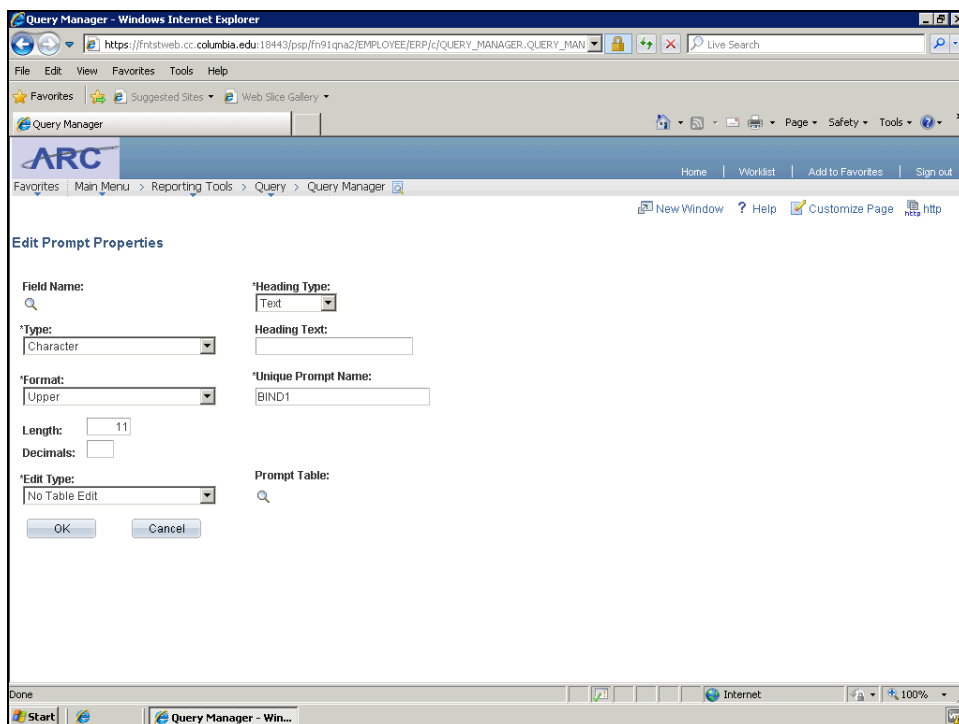 Query Manager - Windows Internet Explorer
https://fntstweb.cc.columbia.edu:18443/psp/fn91qna2/EMPLOYEE/ERP/c/QUERY_MANAGER.QUERY_MAN
Live Search
File Edit View Favorites Tools Help
Favorites Suggested Sites Web Slice Gallery
Query Manager
Page Safety Tools
ARC
Home | Worklist | Add to Favorites | Sign out
Favorites Main Menu > Reporting Tools > Query > Query Manager
New Window ? Help Customize Page http
Edit Prompt Properties
Field Name: *Heading Type:
Text
*Type: Heading Text:
Character
*Format: *Unique Prompt Name:
Upper BIND1
Length: 11
Decimals:
*Edit Type: Prompt Table:
No Table Edit
OK Cancel
Done Internet 100%
Start Query Manager - Win...